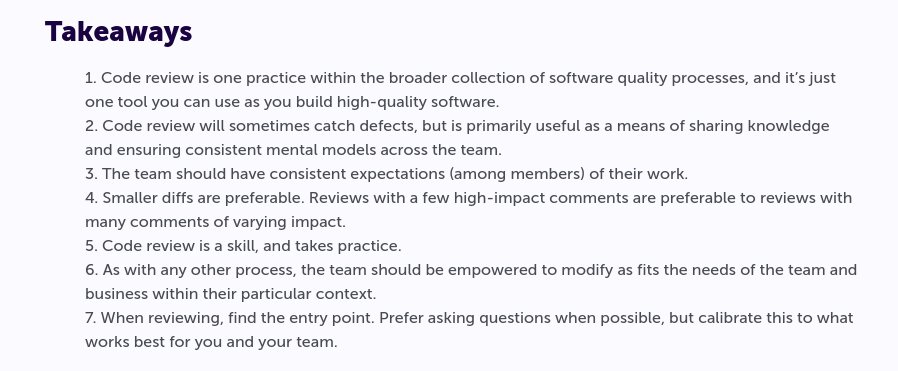 Takeaways
1. Code review is one practice within the broader collection of software quality processes, and it’s just
one tool you can use as you build high-quality software.
2. Code review will sometimes catch defects, but is primarily useful as a means of sharing knowledge
and ensuring consistent mental models across the team.
3. The team should have consistent expectations (among members) of their work.
4. Smaller diffs are preferable. Reviews with a few high-impact comments are preferable to reviews with
many comments of varying impact.
5. Code review is a skill, and takes practice.
6. As with any other process, the team should be empowered to modify as fits the needs of the team and
business within their particular context.
7. When reviewing, find the entry point. Prefer asking questions when possible, but calibrate this to what
works best for you and your team.